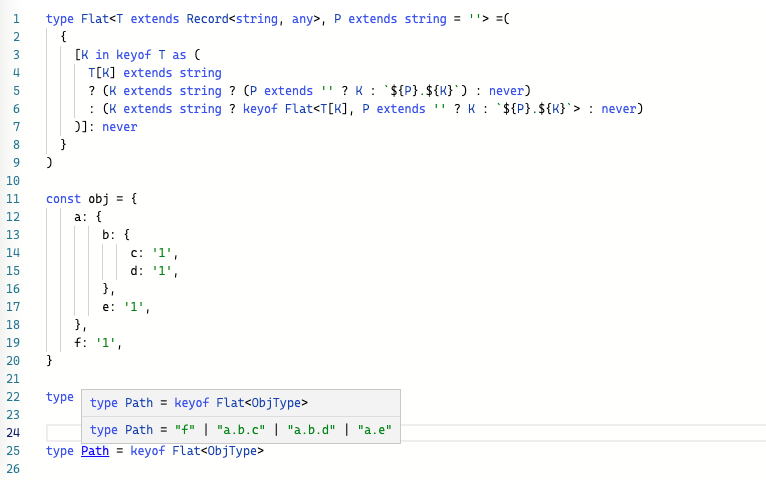 1 type Flat<T extends Record<string, any>, P extends string = ''> =(
2 {
3 [K in keyof T as (
4 T[K] extends string
5 ? (K extends string ? (P extends '' ? K : `${P}.${K}`) : never)
6 : (K extends string ? keyof Flat<T[K], P extends '' ? K : `${P}.${K}`> : never)
7 )]: never
8 }
9 )
10
11 const obj = {
12 a: {
13 b: {
14 c: '1',
15 d: '1',
16 },
17 e: '1',
18 },
19 f: '1',
20 }
21
22 type
type Path = keyof Flat<ObjType>
23
type Path = "f" | "a.b.c" | "a.b.d" | "a.e"
24
25 type Path = keyof Flat<ObjType>
26